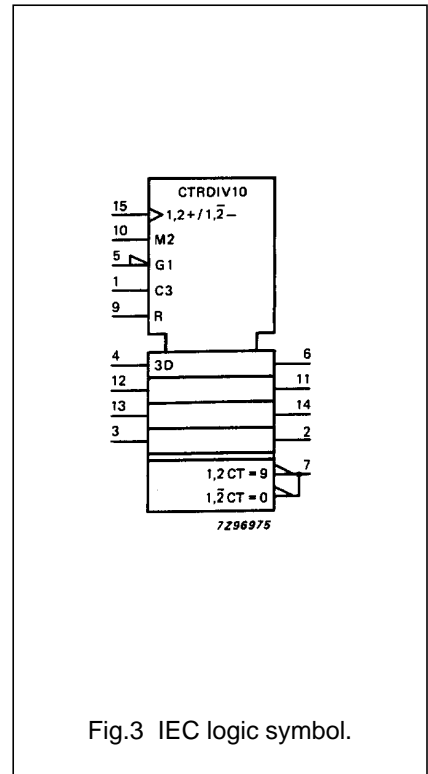 CTRDIV10
15 1,2+/1,2̅−
10 M2
5 G1
1 C3
9 R
4 3D 6
12 11
13 14
3 2
1,2 CT = 9 7
1,2̅ CT = 0
7Z96975
Fig.3 IEC logic symbol.